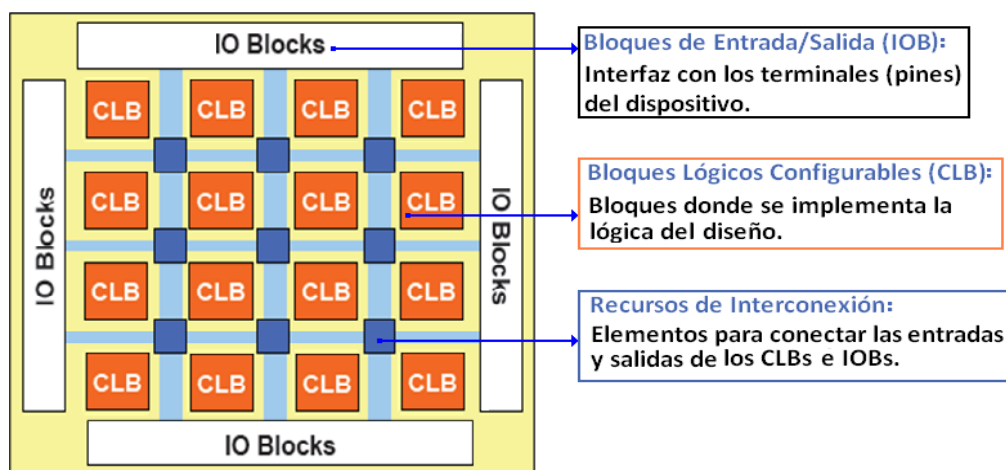 IO Blocks
Bloques de Entrada/Salida (IOB):
Interfaz con los terminales (pines)
del dispositivo.
IO Blocks
CLB CLB CLB CLB
CLB CLB CLB CLB
IO Blocks
Bloques Lógicos Configurables (CLB):
Bloques donde se implementa la
lógica del diseño.
CLB CLB CLB CLB
CLB CLB CLB CLB
Recursos de Interconexión:
Elementos para conectar las entradas
y salidas de los CLBs e IOBs.
IO Blocks